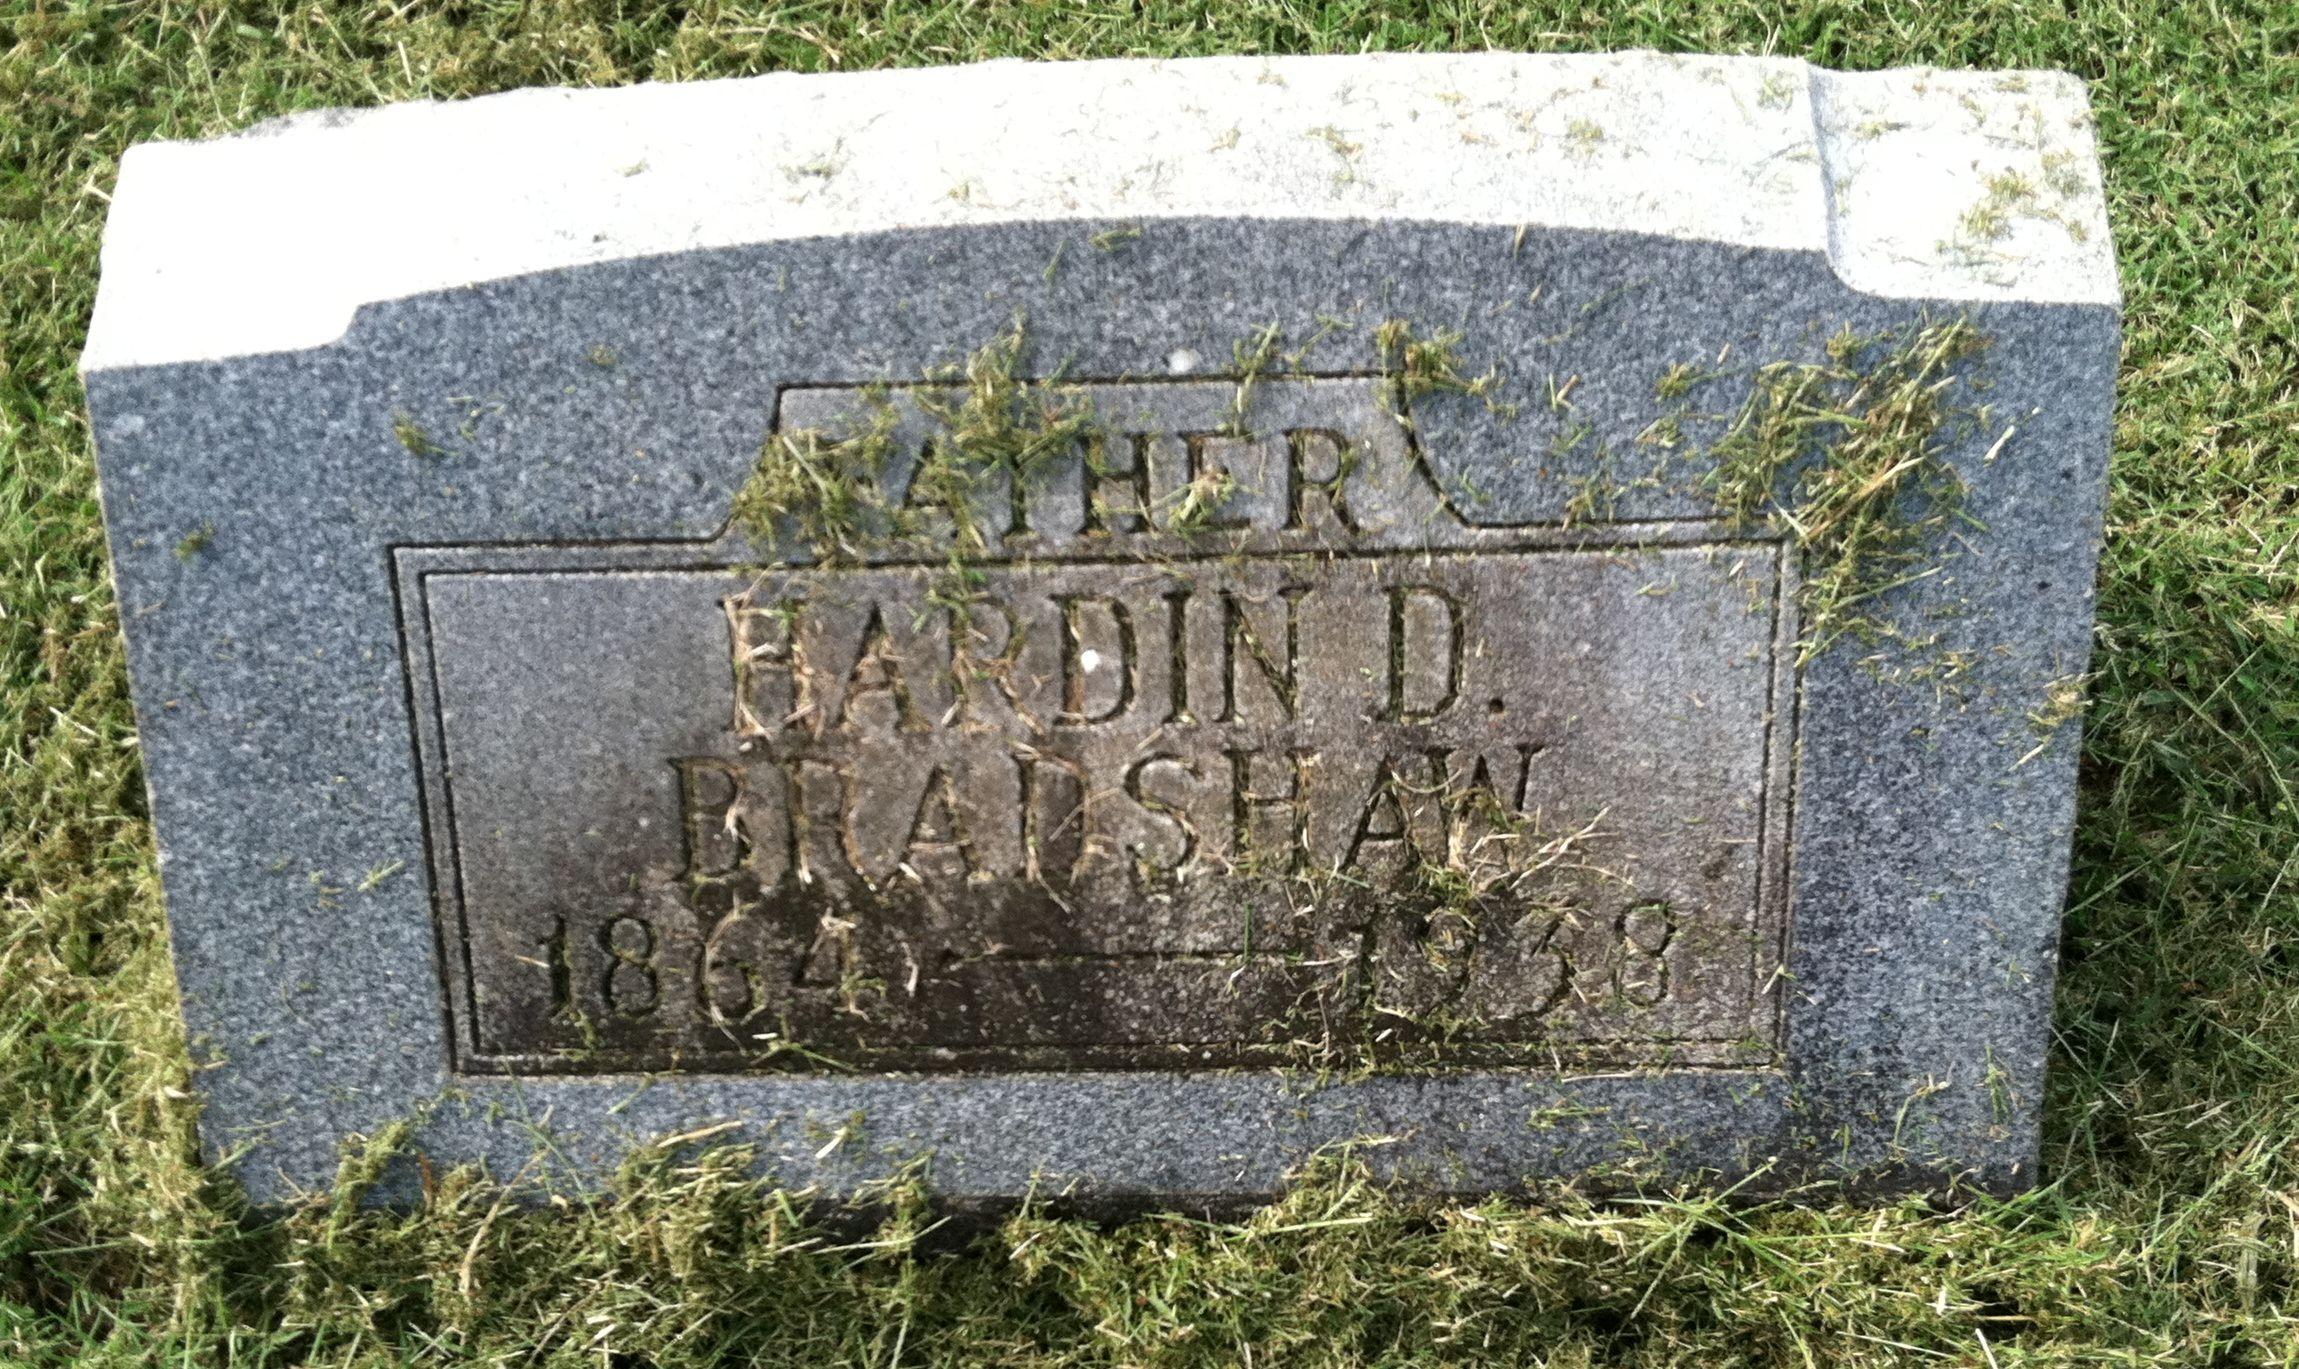 FATHER
HARDIN D.
BRADSHAW
1864 — 1938